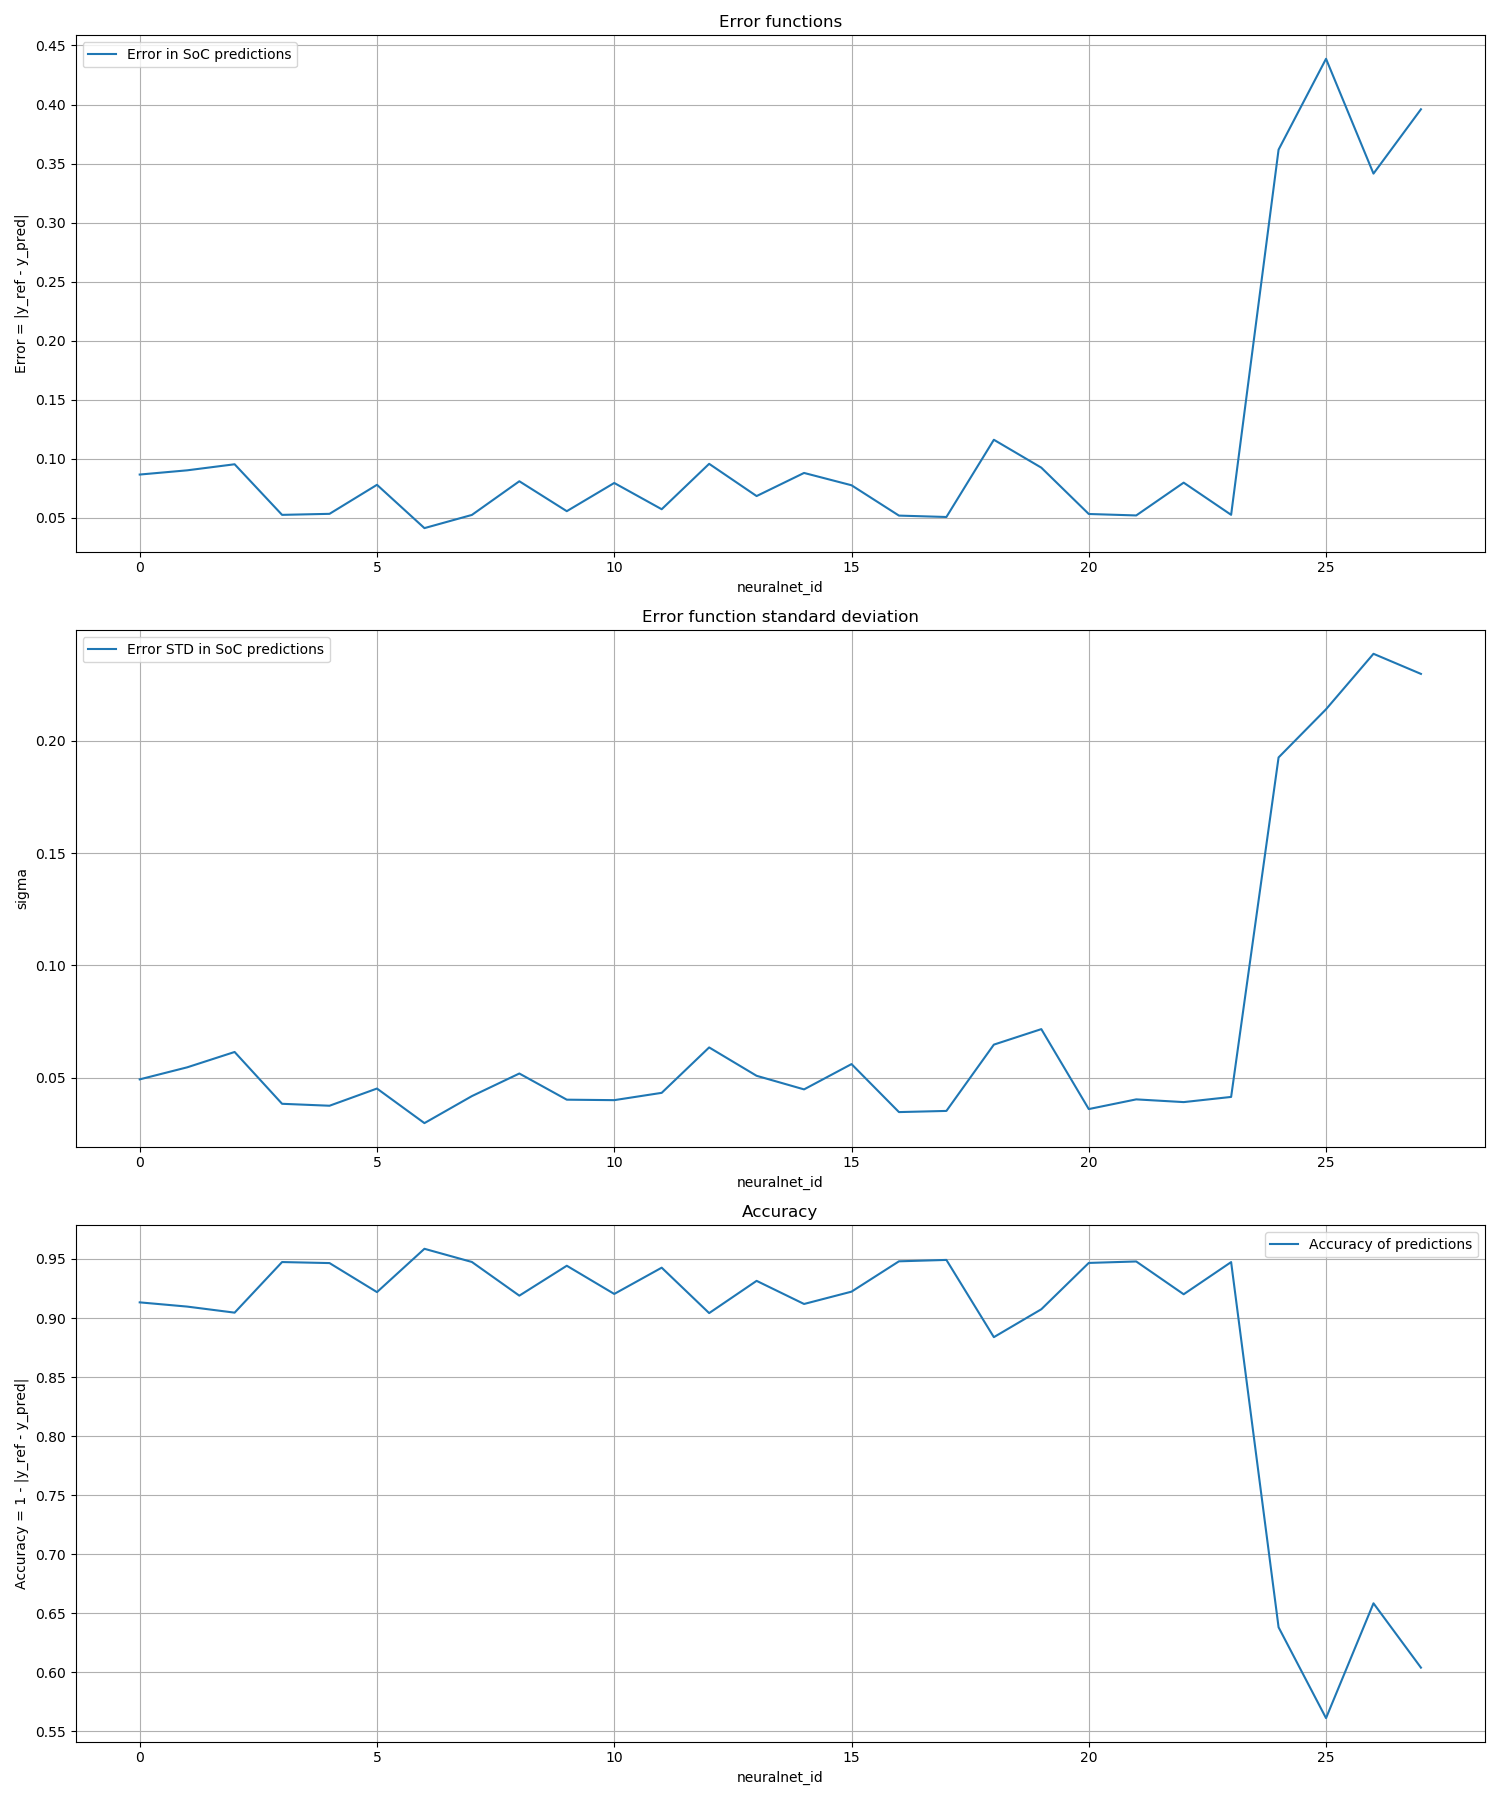 Error functions
Error in SoC predictions
0.45
0.40
0.35
0.30
0.25
0.20
0.15
0.10
0.05
Error = |y_ref - y_pred|
0 5 10 15 20 25
neuralnet_id
Error function standard deviation
Error STD in SoC predictions
0.20
0.15
0.10
0.05
sigma
0 5 10 15 20 25
neuralnet_id
Accuracy
Accuracy of predictions
0.95
0.90
0.85
0.80
0.75
0.70
0.65
0.60
0.55
Accuracy = 1 - |y_ref - y_pred|
0 5 10 15 20 25
neuralnet_id